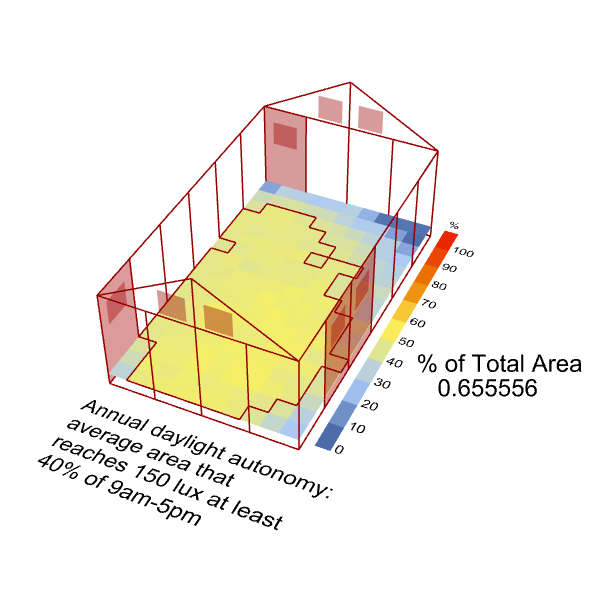 %
100
90
80
70
60
50
40
30
20
10
0
% of Total Area
0.655556
Annual daylight autonomy:
average area that
reaches 150 lux at least
40% of 9am-5pm